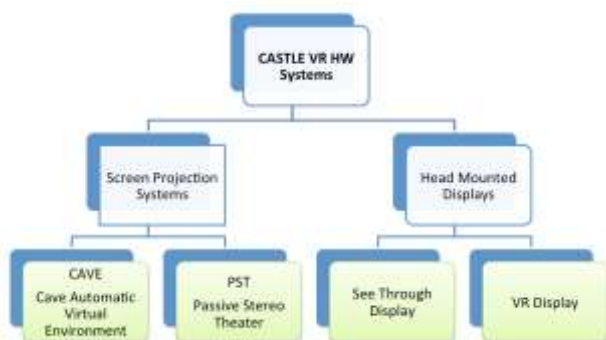 CASTLE VR HW
Systems
Screen Projection
Systems
Head Mounted
Displays
CAVE
Cave Automatic
Virtual
Environment
PST
Passive Stereo
Theater
See Through
Display
VR Display